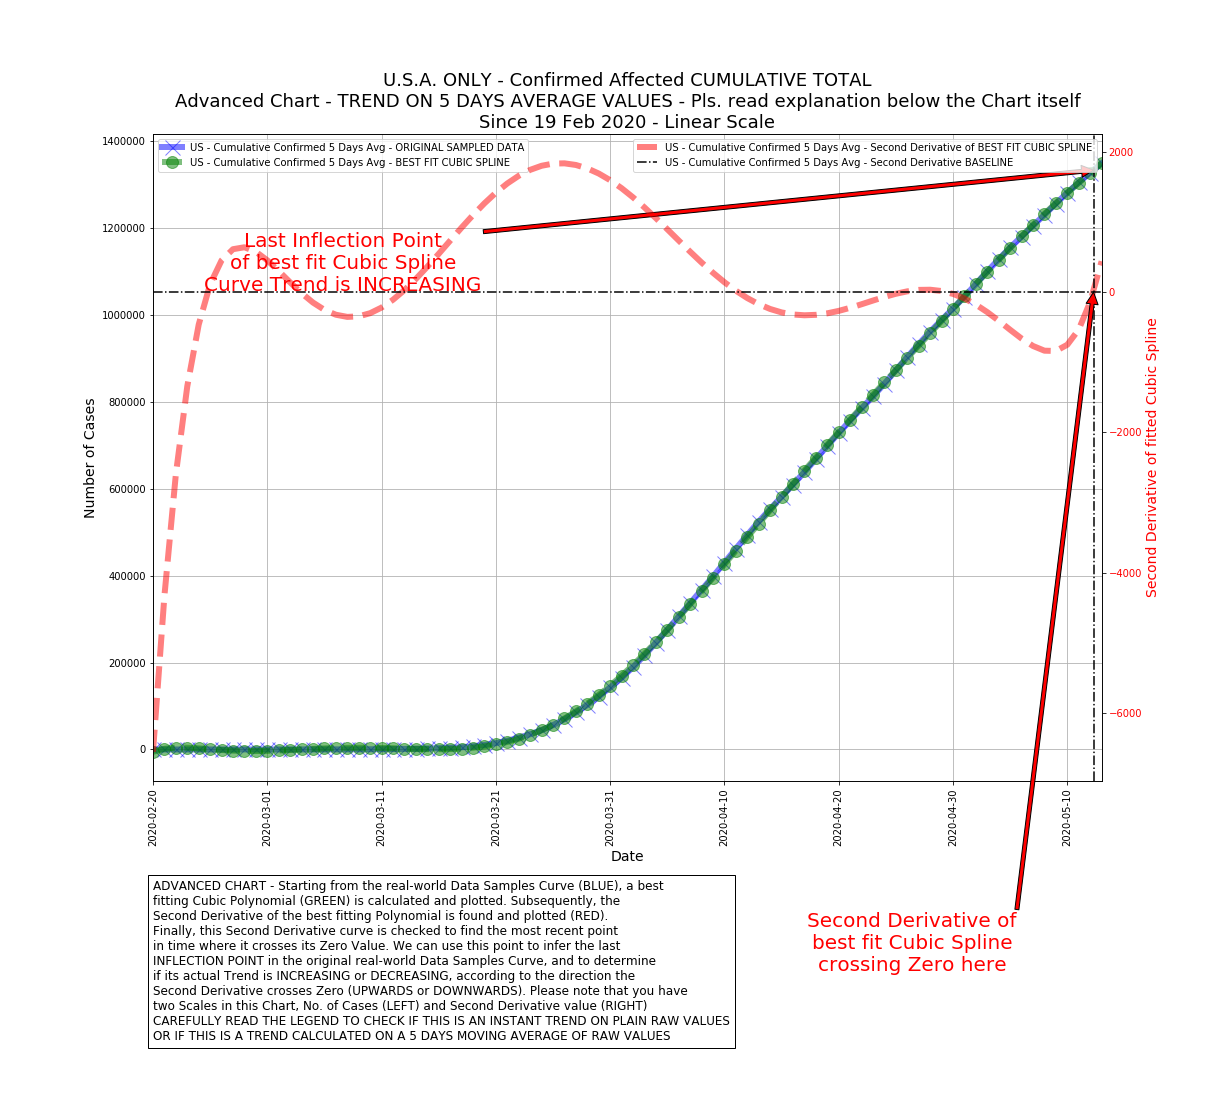 U.S.A. ONLY - Confirmed Affected CUMULATIVE TOTAL
Advanced Chart - TREND ON 5 DAYS AVERAGE VALUES - Pls. read explanation below the Chart itself
Since 19 Feb 2020 - Linear Scale
US - Cumulative Confirmed 5 Days Avg - ORIGINAL SAMPLED DATA
US - Cumulative Confirmed 5 Days Avg - BEST FIT CUBIC SPLINE
US - Cumulative Confirmed 5 Days Avg - Second Derivative of BEST FIT CUBIC SPLINE
US - Cumulative Confirmed 5 Days Avg - Second Derivative BASELINE
Last Inflection Point
of best fit Cubic Spline
Curve Trend is INCREASING
Number of Cases
1400000
1200000
1000000
800000
600000
400000
200000
0
2000
0
−2000
−4000
−6000
Second Derivative of fitted Cubic Spline
2020-02-20
2020-03-01
2020-03-11
2020-03-21
2020-03-31
2020-04-10
2020-04-20
2020-04-30
2020-05-10
Date
ADVANCED CHART - Starting from the real-world Data Samples Curve (BLUE), a best
fitting Cubic Polynomial (GREEN) is calculated and plotted. Subsequently, the
Second Derivative of the best fitting Polynomial is found and plotted (RED).
Finally, this Second Derivative curve is checked to find the most recent point
in time where it crosses its Zero Value. We can use this point to infer the last
INFLECTION POINT in the original real-world Data Samples Curve, and to determine
if its actual Trend is INCREASING or DECREASING, according to the direction the
Second Derivative crosses Zero (UPWARDS or DOWNWARDS). Please note that you have
two Scales in this Chart, No. of Cases (LEFT) and Second Derivative value (RIGHT)
CAREFULLY READ THE LEGEND TO CHECK IF THIS IS AN INSTANT TREND ON PLAIN RAW VALUES
OR IF THIS IS A TREND CALCULATED ON A 5 DAYS MOVING AVERAGE OF RAW VALUES
Second Derivative of
best fit Cubic Spline
crossing Zero here